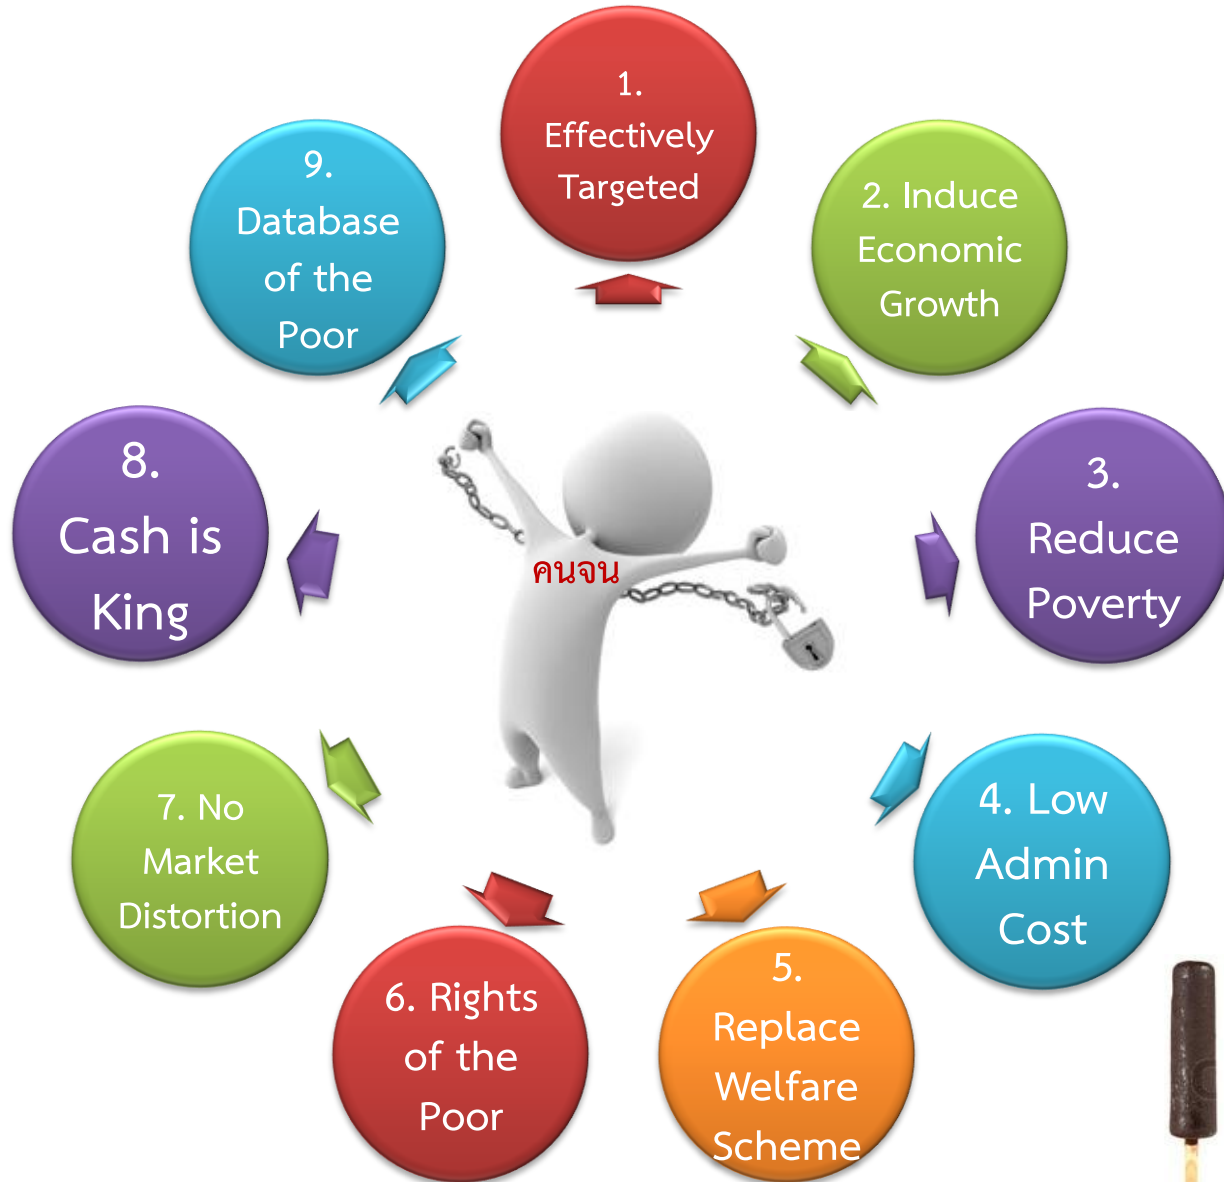 1.
Effectively
Targeted
2. Induce
Economic
Growth
3.
Reduce
Poverty
4. Low
Admin
Cost
5.
Replace
Welfare
Scheme
6. Rights
of the
Poor
7. No
Market
Distortion
8.
Cash is
King
9.
Database
of the
Poor
คนจน